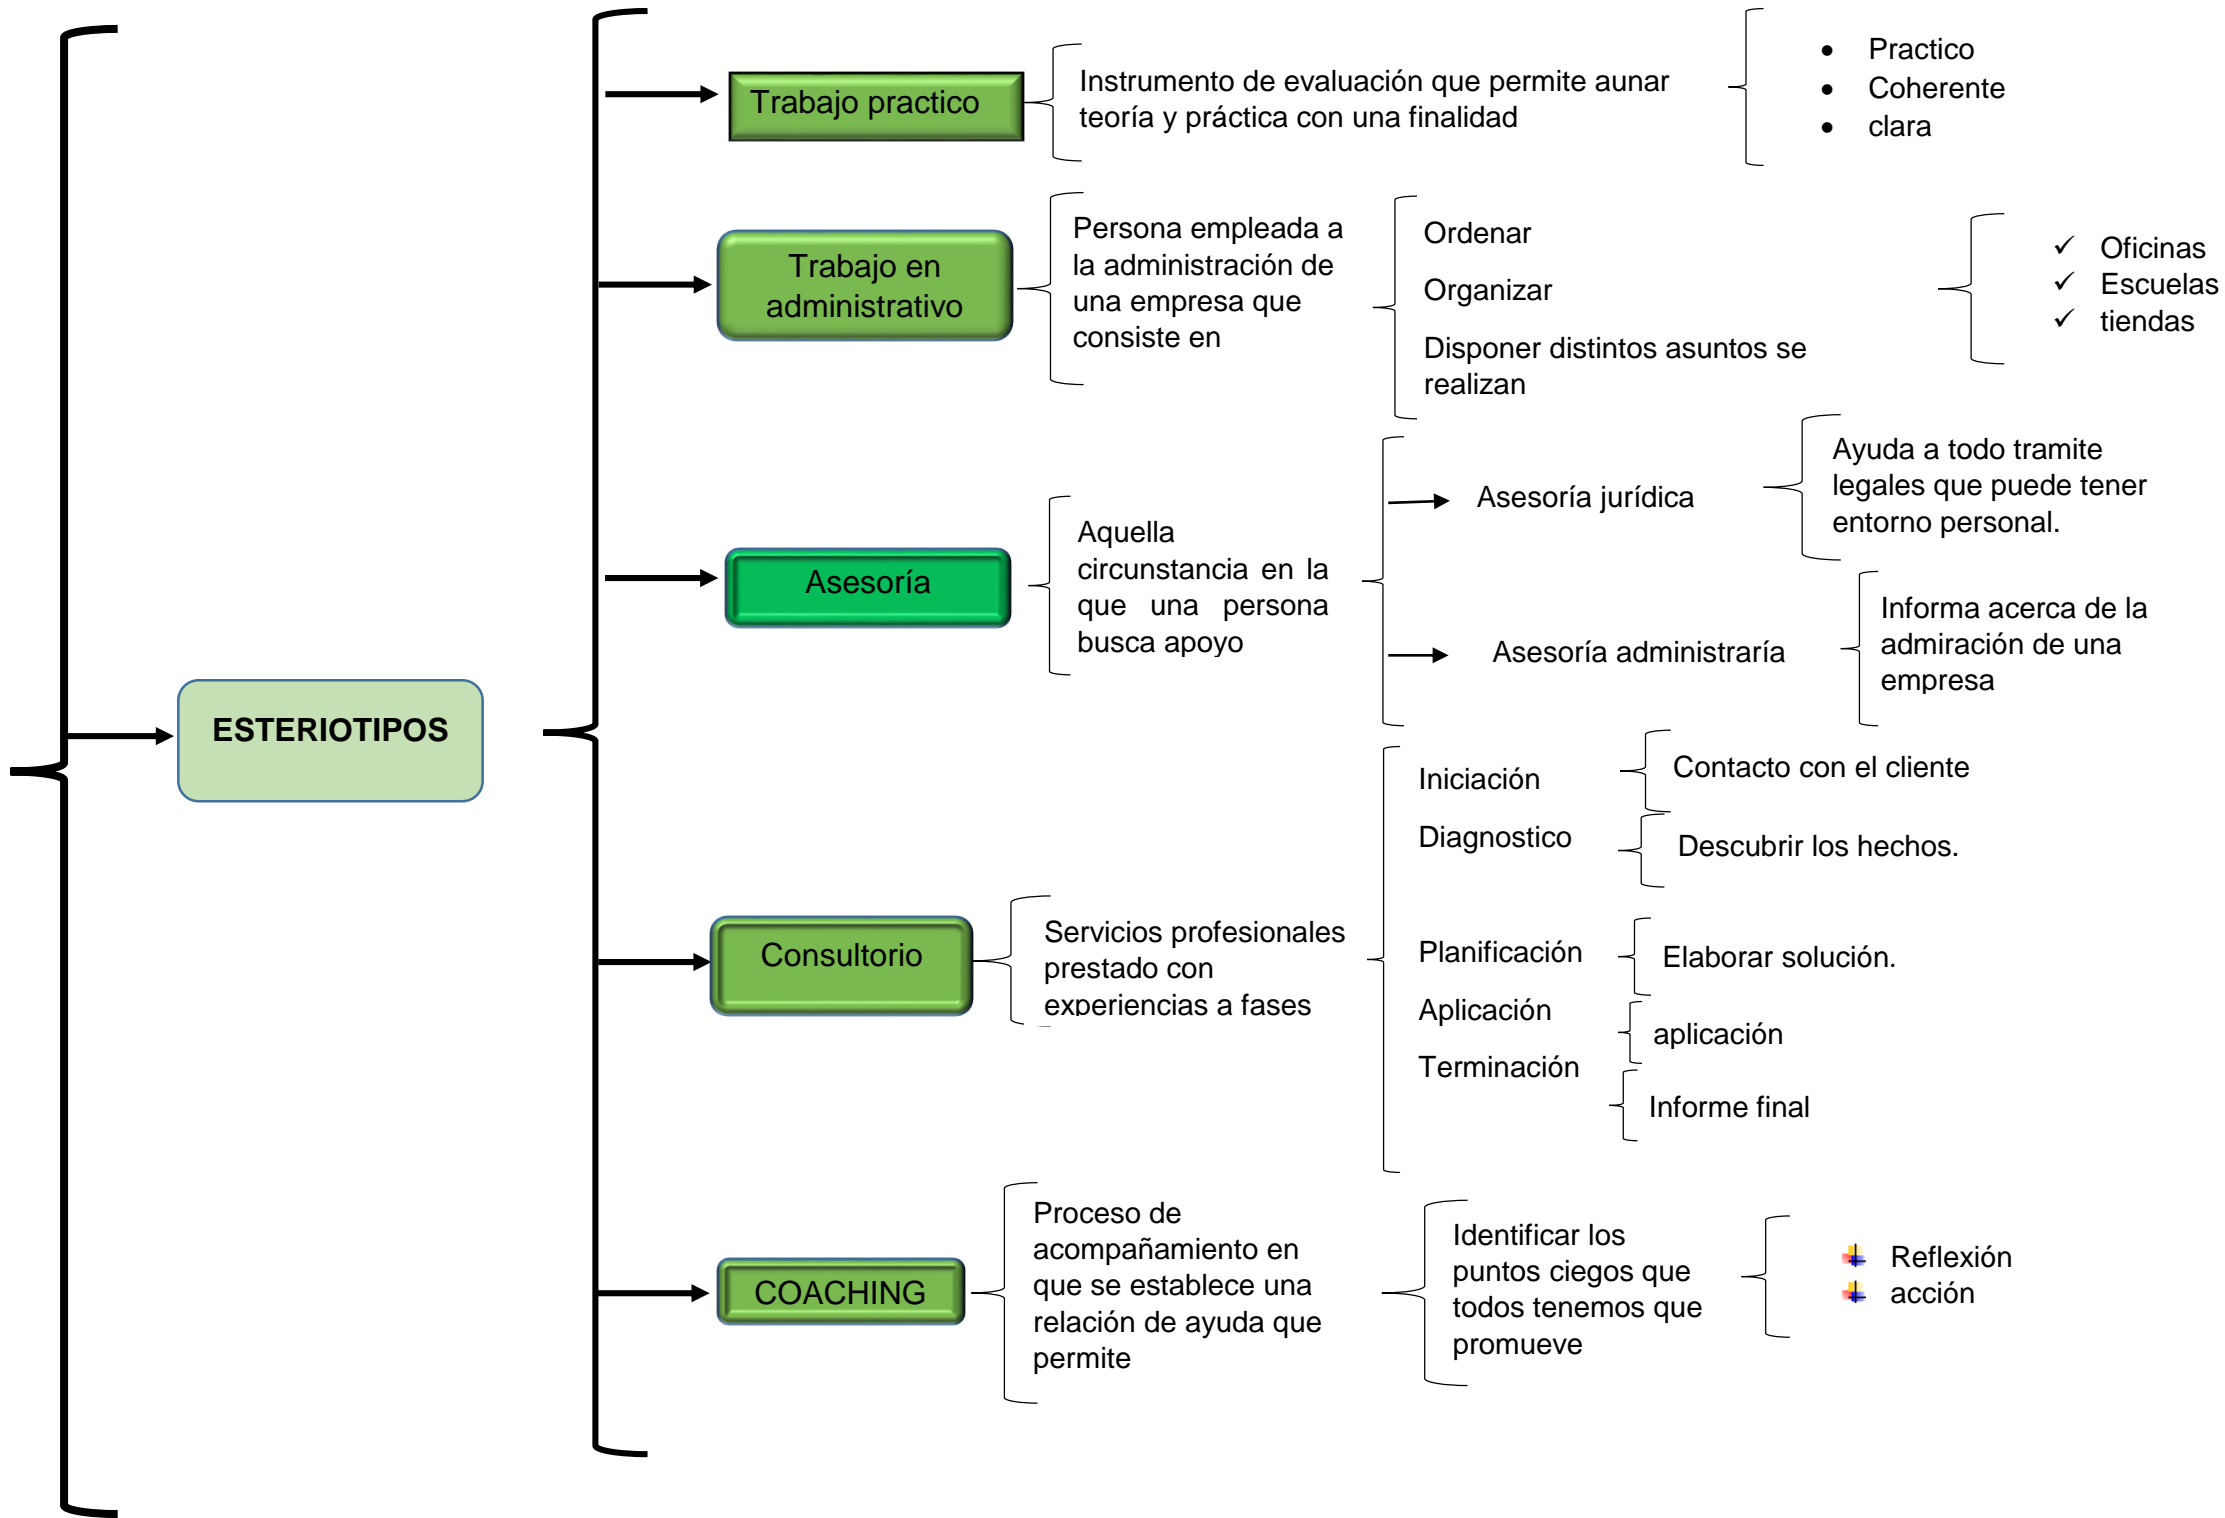 ESTERIOTIPOS
Trabajo practico
Instrumento de evaluación que permite aunar
teoría y práctica con una finalidad
Practico
Coherente
clara
Trabajo en
administrativo
Persona empleada a
la administración de
una empresa que
consiste en
Ordenar
Organizar
Disponer distintos asuntos se
realizan
Oficinas
Escuelas
tiendas
Asesoría
Aquella
circunstancia en la
que una persona
busca apoyo
Asesoría jurídica
Ayuda a todo tramite
legales que puede tener
entorno personal.
Asesoría administraría
Informa acerca de la
admiración de una
empresa
Consultorio
Servicios profesionales
prestado con
experiencias a fases
Iniciación
Contacto con el cliente
Diagnostico
Descubrir los hechos.
Planificación
Elaborar solución.
Aplicación
aplicación
Terminación
Informe final
COACHING
Proceso de
acompañamiento en
que se establece una
relación de ayuda que
permite
Identificar los
puntos ciegos que
todos tenemos que
promueve
Reflexión
acción